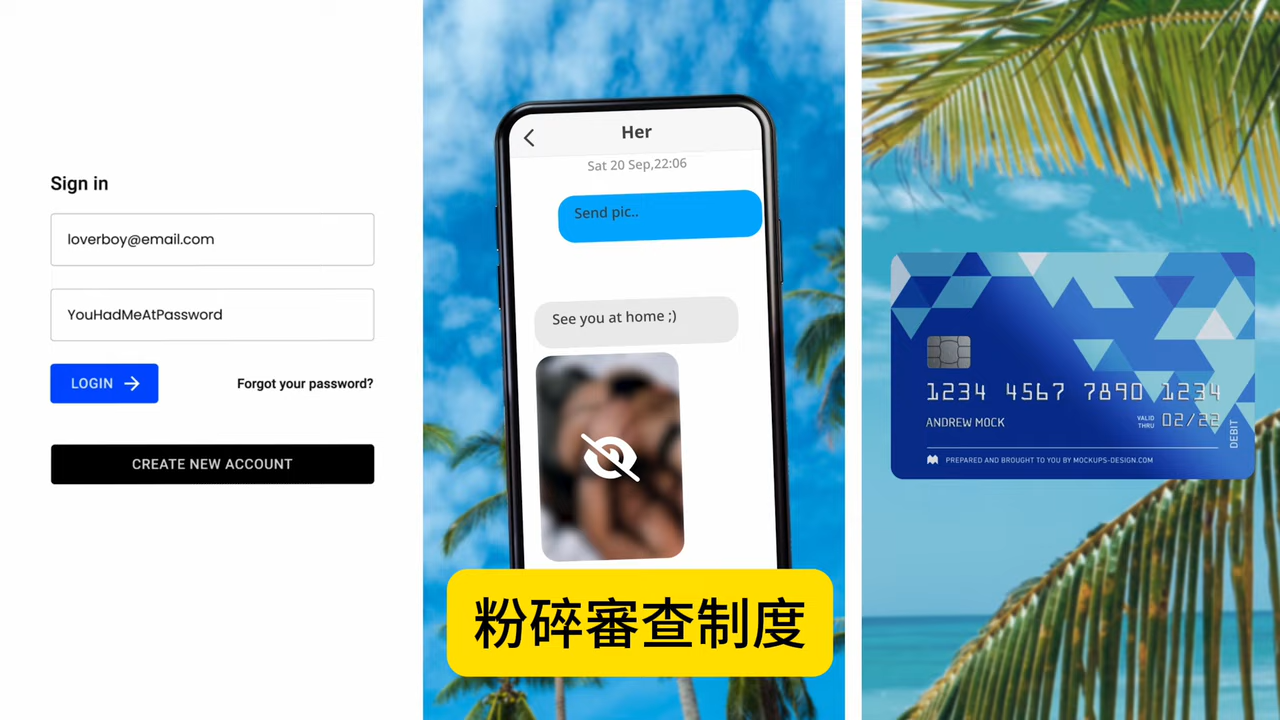 Sign in
loverboy@email.com
YouHadMeAtPassword
LOGIN
Forgot your password?
CREATE NEW ACCOUNT
Her
Sat 20 Sep,22:06
Send pic..
See you at home ;)
粉碎審查制度
1234 4567 7890 1234
ANDREW MOCK
VALID
THRU
02/22
DEBIT
PREPARED AND BROUGHT TO YOU BY MOCKUPS-DESIGN.COM